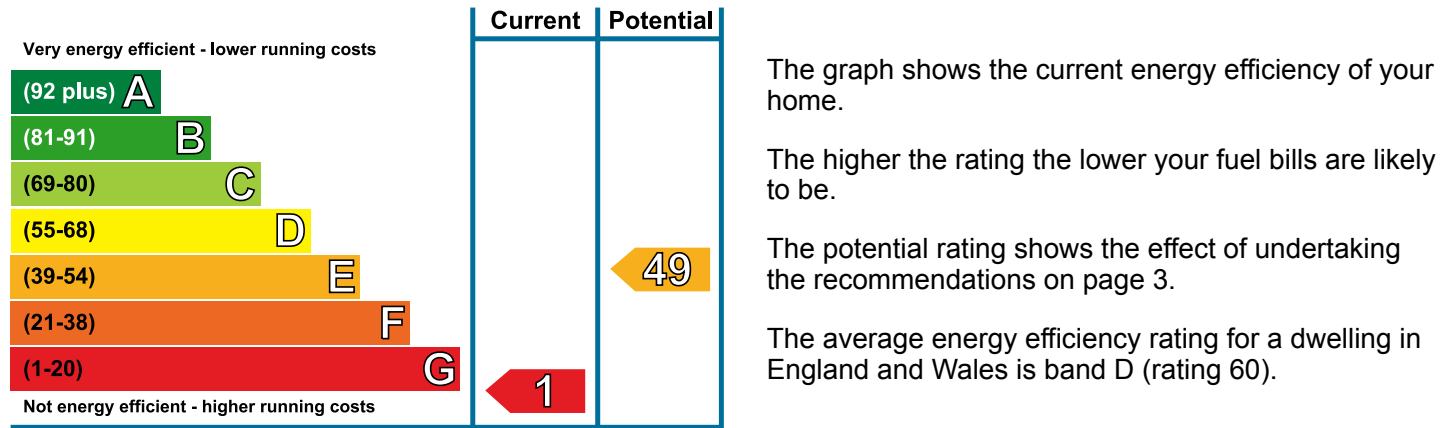 Current Potential
Very energy efficient - lower running costs
(92 plus) A
(81-91) B
(69-80) C
(55-68) D
(39-54) E
49
(21-38) F
(1-20) G
1
Not energy efficient - higher running costs
The graph shows the current energy efficiency of your
home.
The higher the rating the lower your fuel bills are likely
to be.
The potential rating shows the effect of undertaking
the recommendations on page 3.
The average energy efficiency rating for a dwelling in
England and Wales is band D (rating 60).